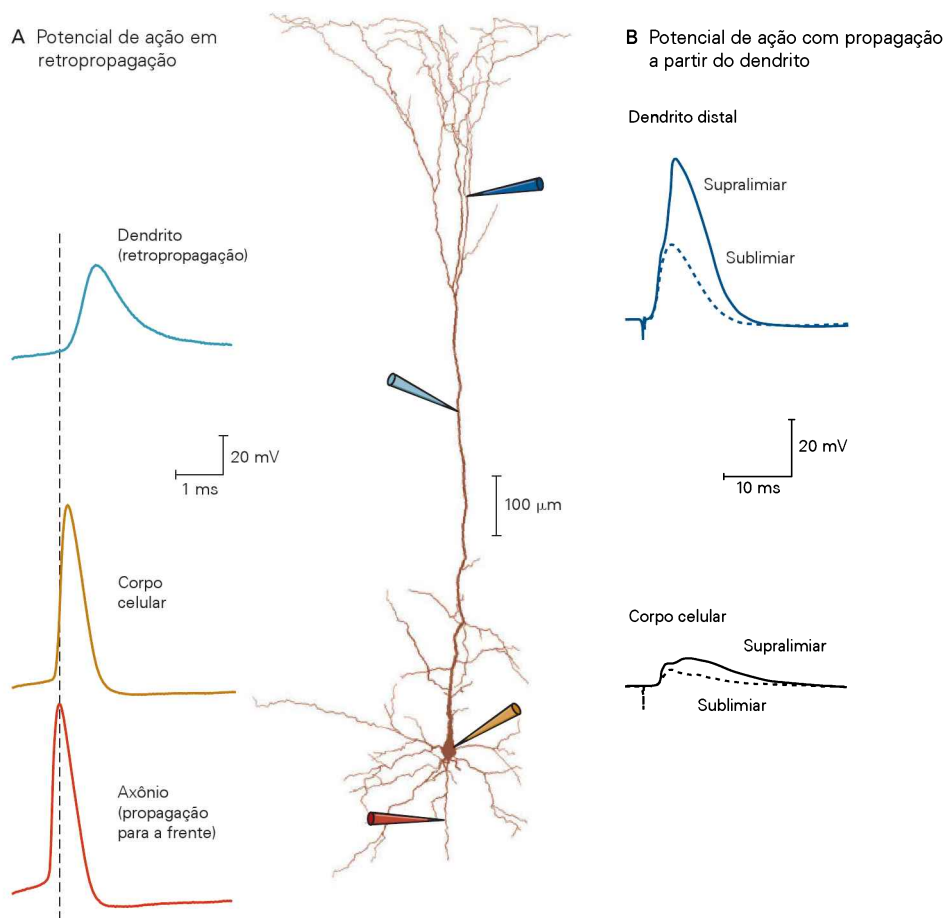 A Potencial de ação em
retropropagação
B Potencial de ação com propagação
a partir do dendrito
Dendrito distal
Supralimiar
Sublimiar
Dendrito
(retropropagação)
20 mV
1 ms
20 mV
10 ms
100 μm
Corpo
celular
Corpo celular
Supralimiar
Sublimiar
Axônio
(propagação
para a frente)